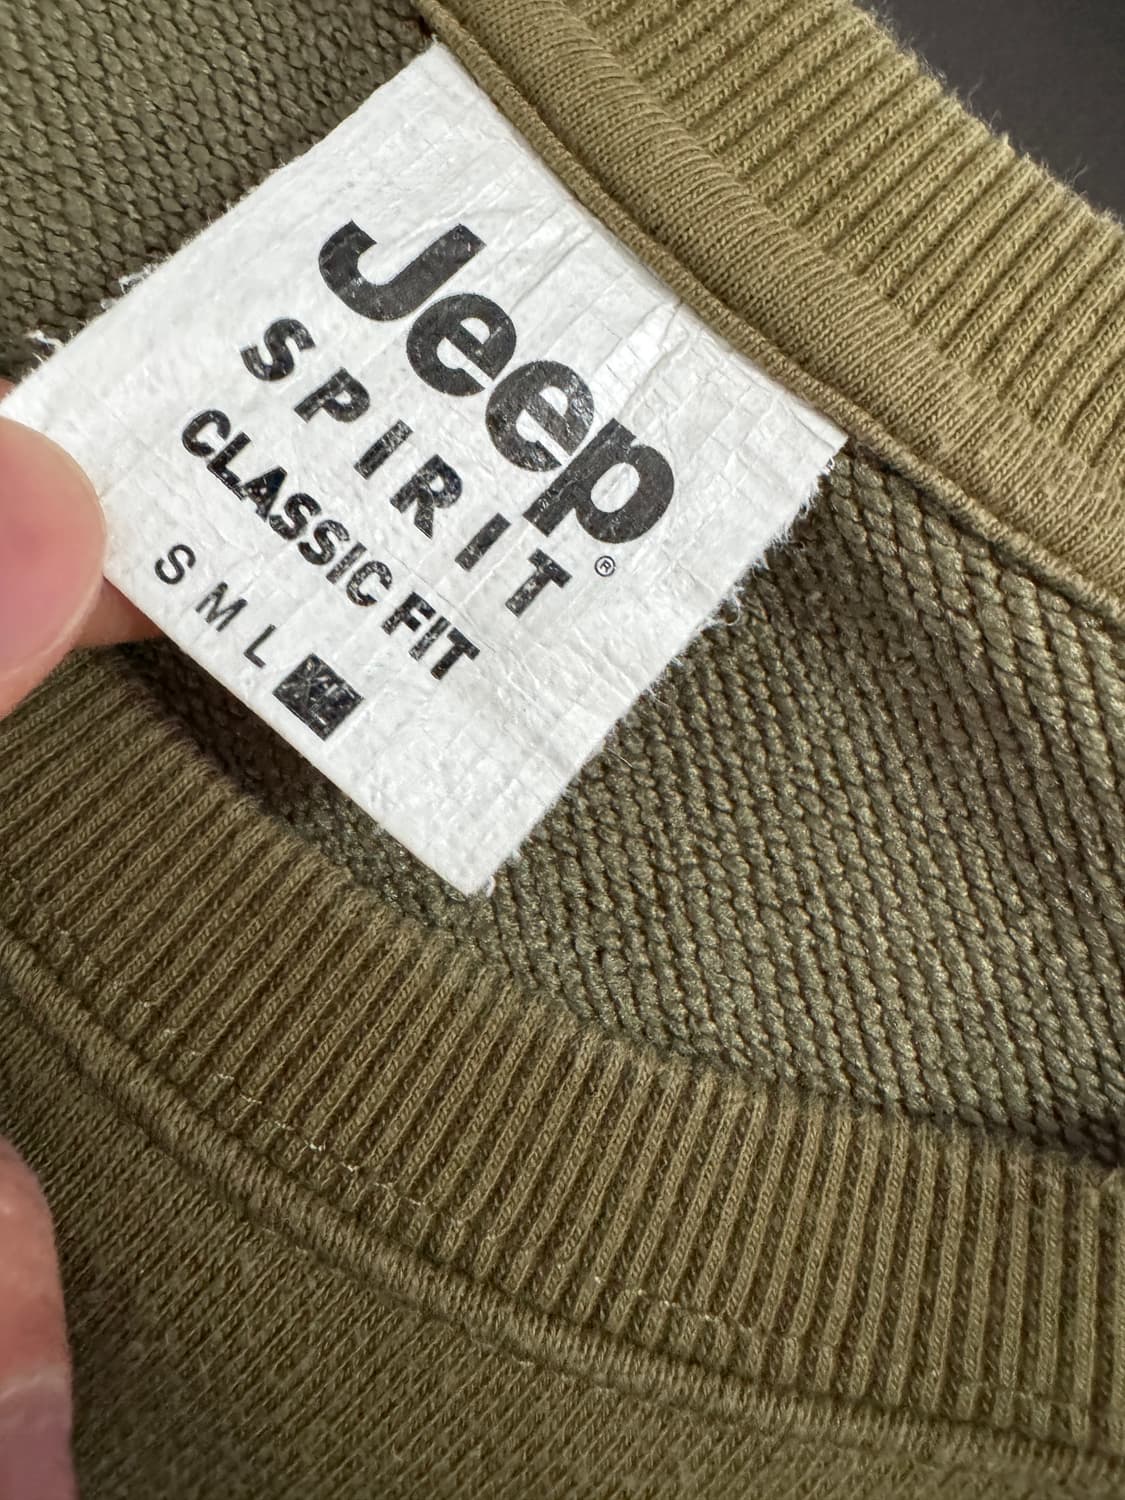 Jeep
SPIRIT
®
CLASSIC FIT
S M L XL